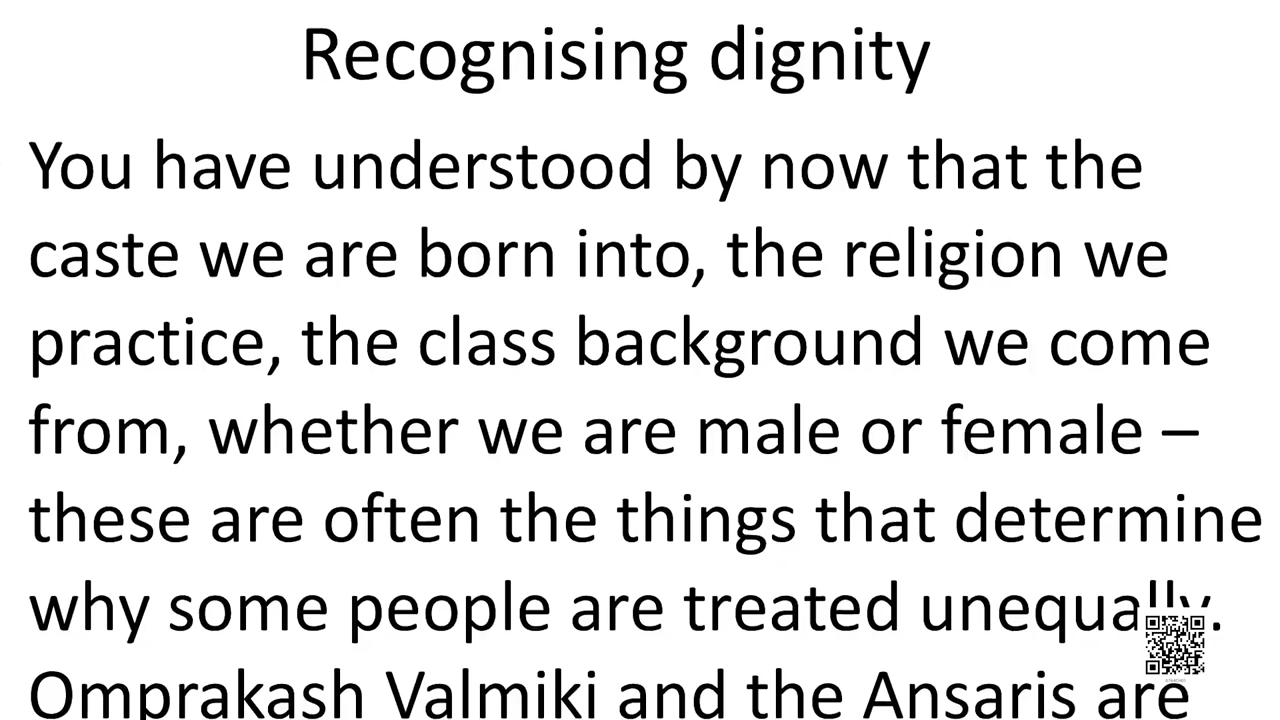 Recognising dignity
You have understood by now that the
caste we are born into, the religion we
practice, the class background we come
from, whether we are male or female –
these are often the things that determine
why some people are treated unequally.
Omprakash Valmiki and the Ansaris are